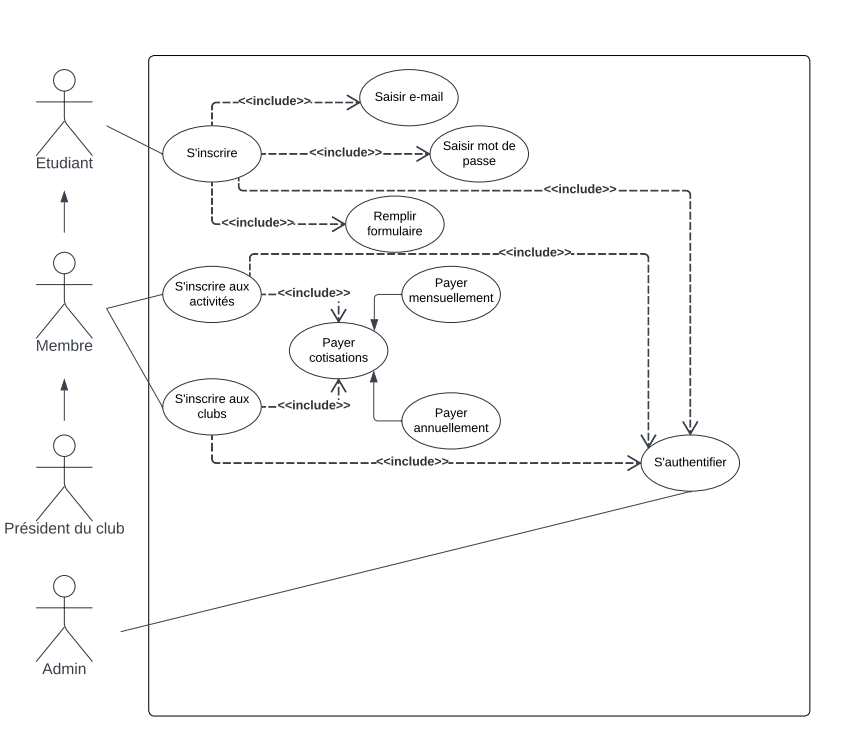 Saisir e-mail
<<include>>
Etudiant
S'inscrire
<<include>>
Saisir mot de
passe
<<include>>
<<include>>
Remplir
formulaire
<<include>>
Membre
S'inscrire aux
activités
<<include>>
Payer
mensuellement
Payer
cotisations
S'inscrire aux
clubs
<<include>>
Payer
annuellement
<<include>>
S'authentifier
Président du club
Admin